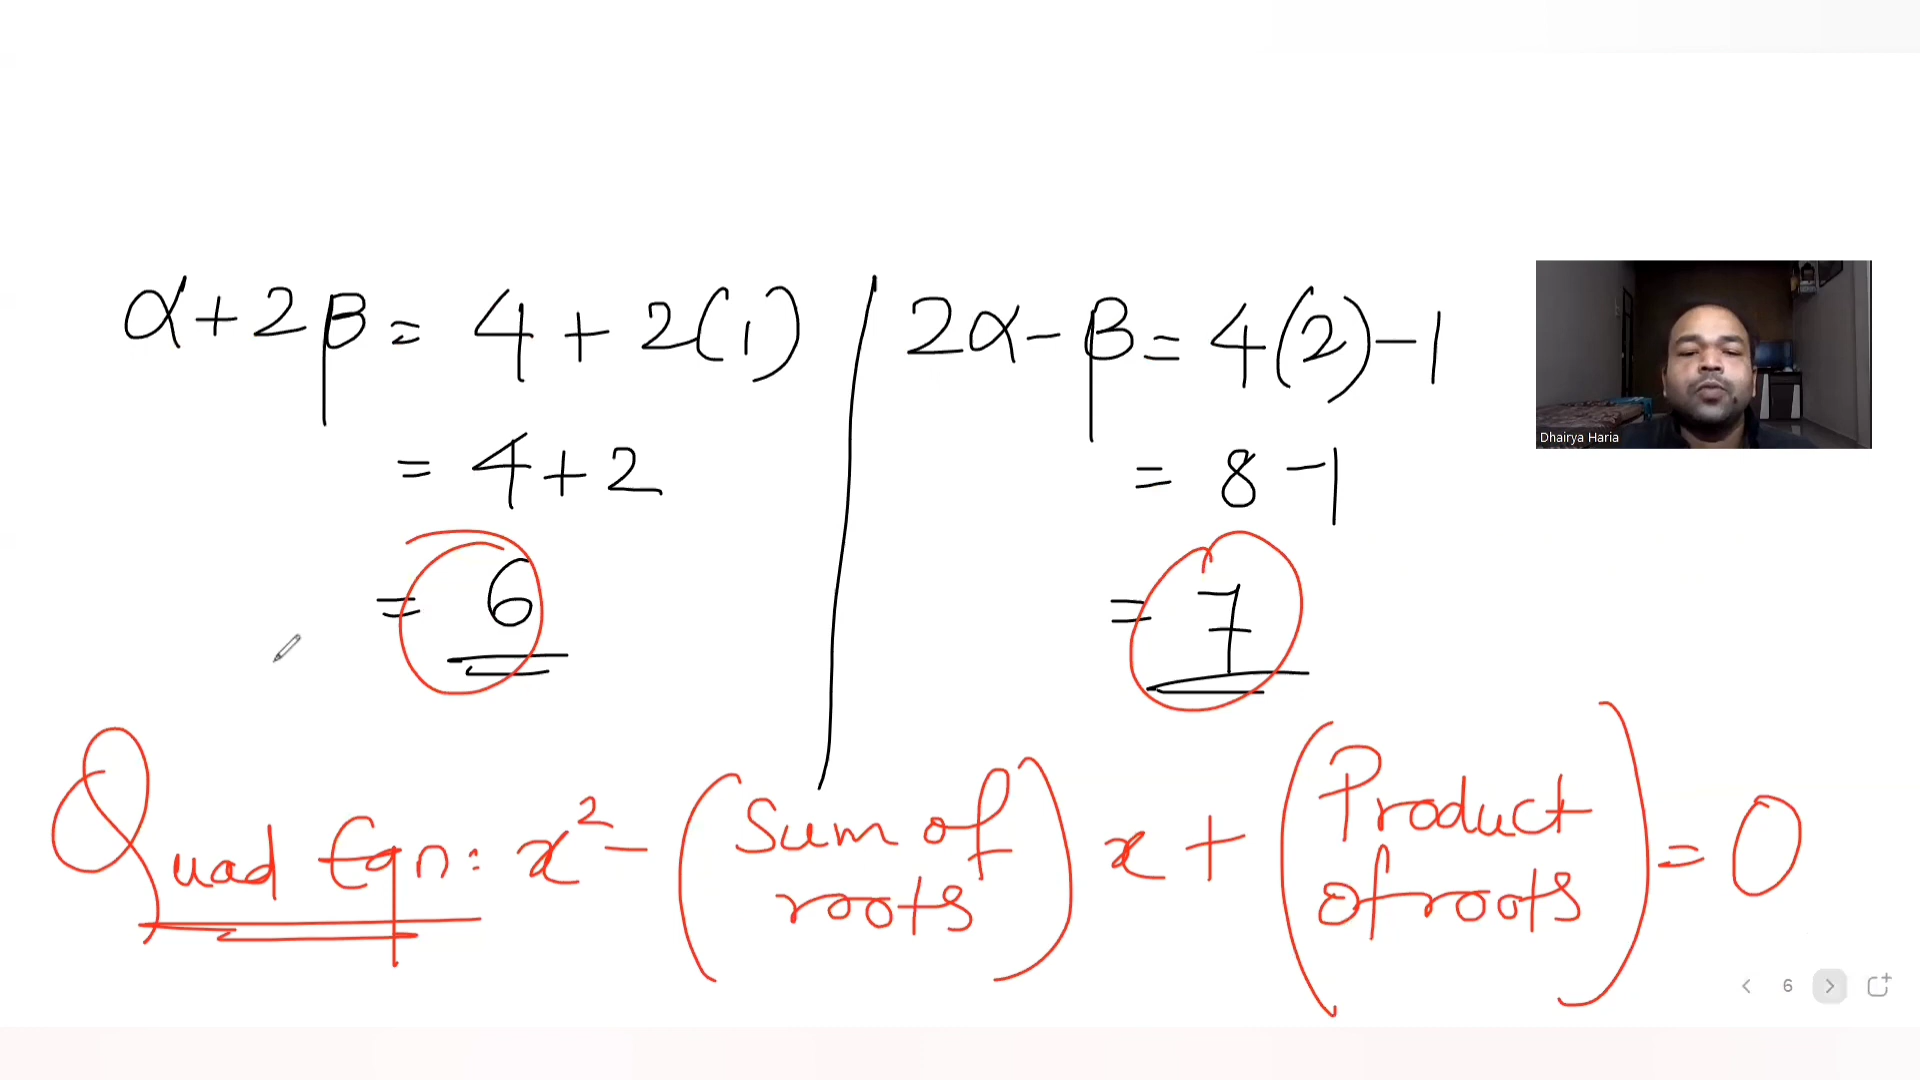 α+2β = 4 + 2(1)
= 4+2
= 6
2α-β = 4(2)-1
= 8-1
= 7
Dhairya Haria
Quad Eqn: x²- (Sum of roots) x + (Product of roots) = 0
6